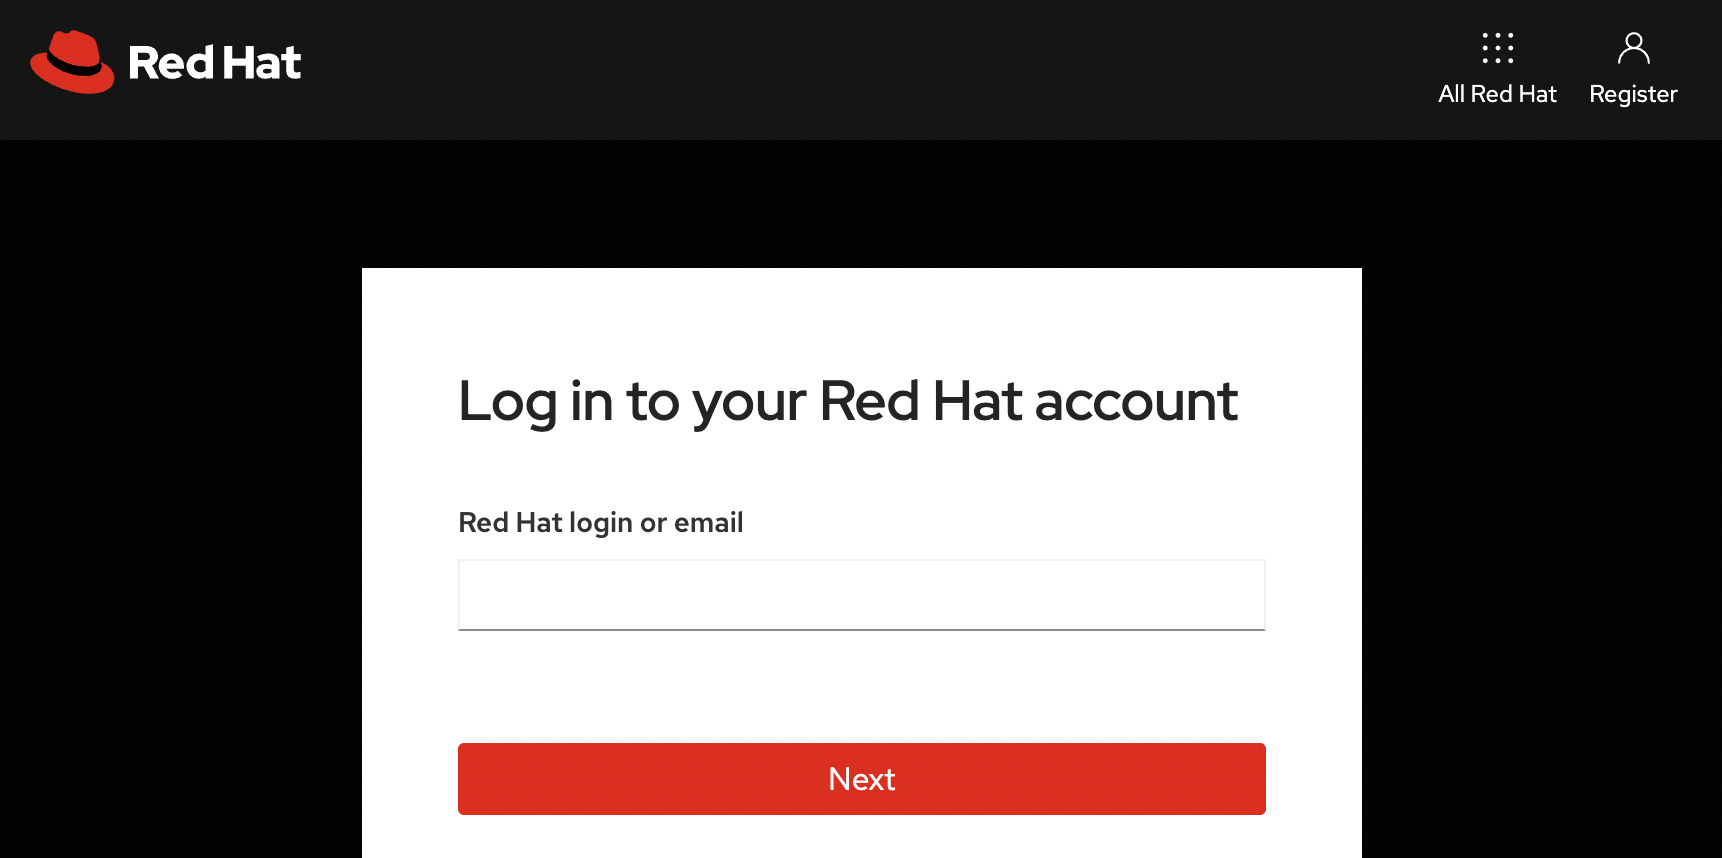 Red Hat
All Red Hat
Register
Log in to your Red Hat account
Red Hat login or email
Next